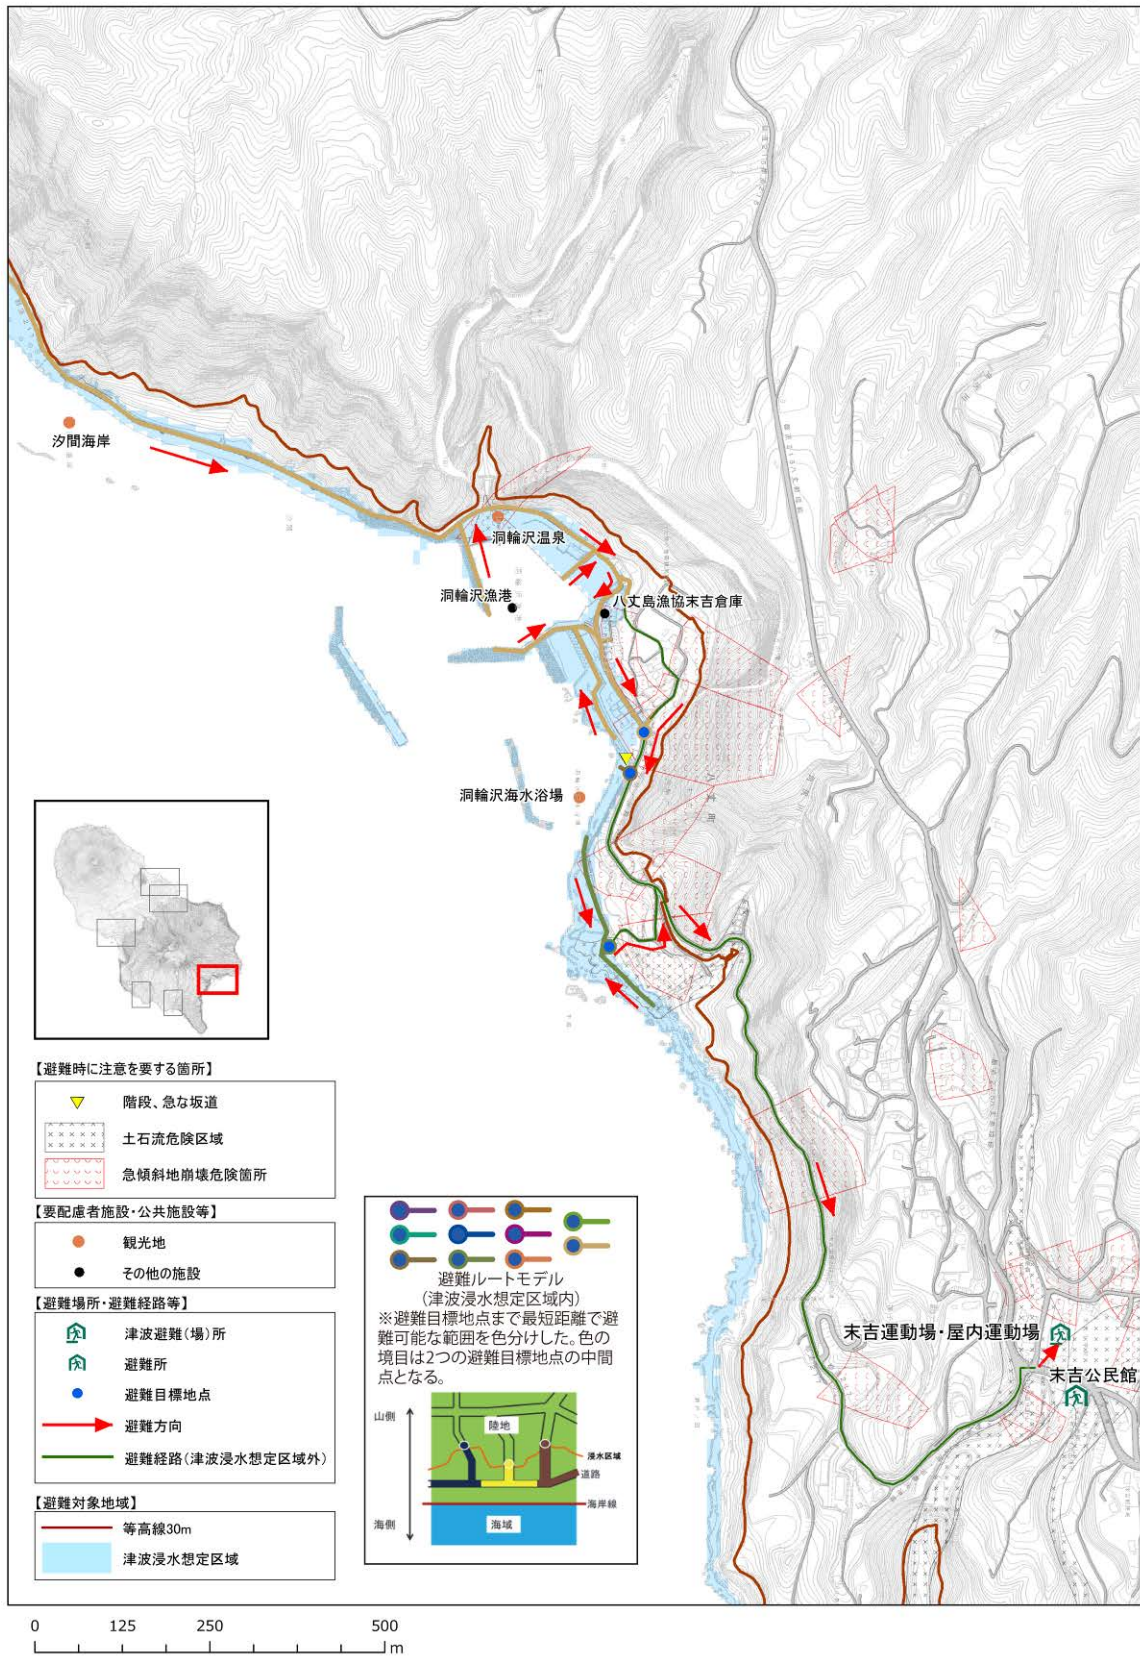 汐間海岸
洞輪沢温泉
洞輪沢漁港
八丈島漁協末吉倉庫
洞輪沢海水浴場
八丈町
末吉運動場・屋内運動場
末吉公民館
【避難時に注意を要する箇所】
階段、急な坂道
土石流危険区域
急傾斜地崩壊危険箇所
【要配慮者施設・公共施設等】
観光地
その他の施設
【避難場所・避難経路等】
津波避難(場)所
避難所
避難目標地点
避難方向
避難経路(津波浸水想定区域外)
【避難対象地域】
等高線30m
津波浸水想定区域
避難ルートモデル
(津波浸水想定区域内)
※避難目標地点まで最短距離で避
難可能な範囲を色分けした。色の
境目は2つの避難目標地点の中間
点となる。
山側
陸地
浸水区域
道路
海岸線
海側
海域
0 125 250 500
m